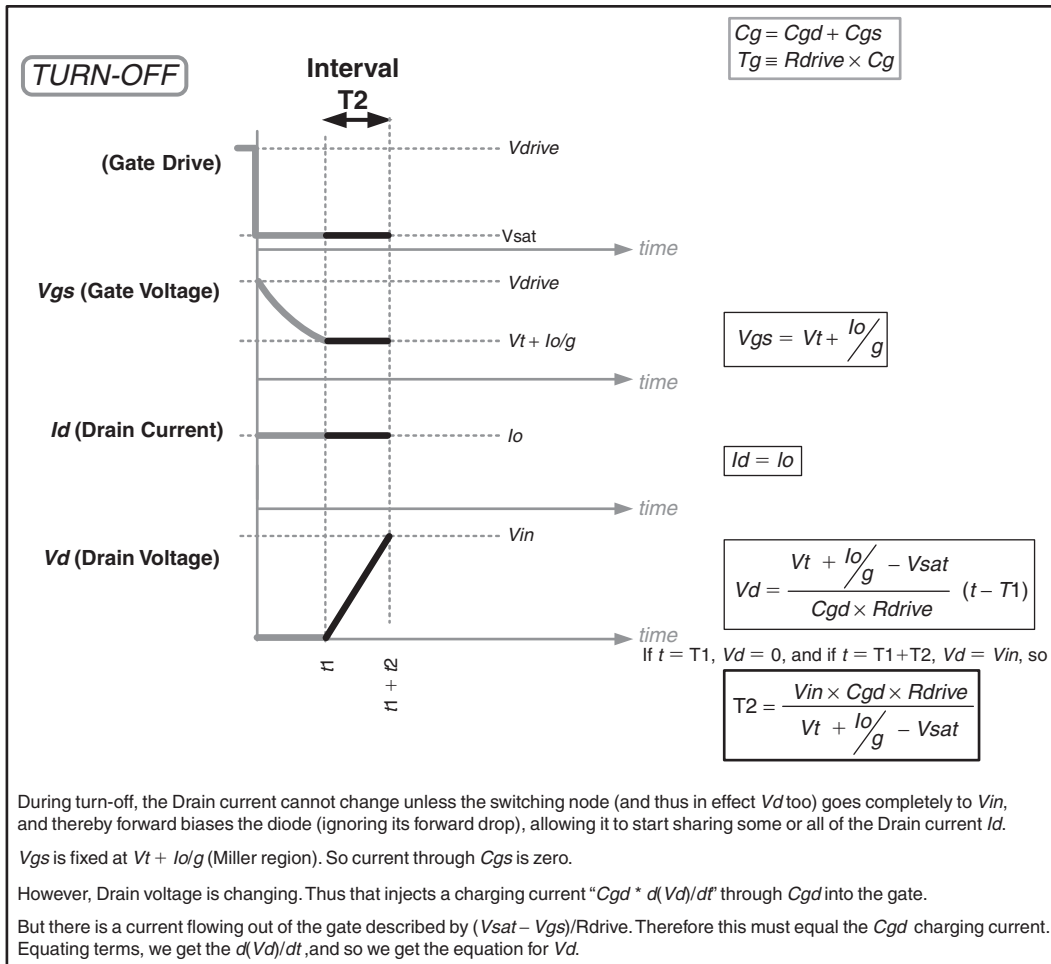 Cg = Cgd + Cgs
Tg ≡ Rdrive × Cg
TURN-OFF
Interval
T2
(Gate Drive)
Vdrive
Vsat
time
Vgs (Gate Voltage)
Vdrive
Vt + Io/g
time
Vgs = Vt + Io/g
Id (Drain Current)
Io
time
Id = Io
Vd (Drain Voltage)
Vin
time
t1
t1 + t2
Vd = (Vt + Io/g – Vsat)/(Cgd × Rdrive) (t – T1)
If t = T1, Vd = 0, and if t = T1+T2, Vd = Vin, so
T2 = (Vin × Cgd × Rdrive)/(Vt + Io/g – Vsat)
During turn-off, the Drain current cannot change unless the switching node (and thus in effect Vd too) goes completely to Vin,
and thereby forward biases the diode (ignoring its forward drop), allowing it to start sharing some or all of the Drain current Id.
Vgs is fixed at Vt + Io/g (Miller region). So current through Cgs is zero.
However, Drain voltage is changing. Thus that injects a charging current “Cgd * d(Vd)/dt” through Cgd into the gate.
But there is a current flowing out of the gate described by (Vsat – Vgs)/Rdrive. Therefore this must equal the Cgd charging current.
Equating terms, we get the d(Vd)/dt ,and so we get the equation for Vd.